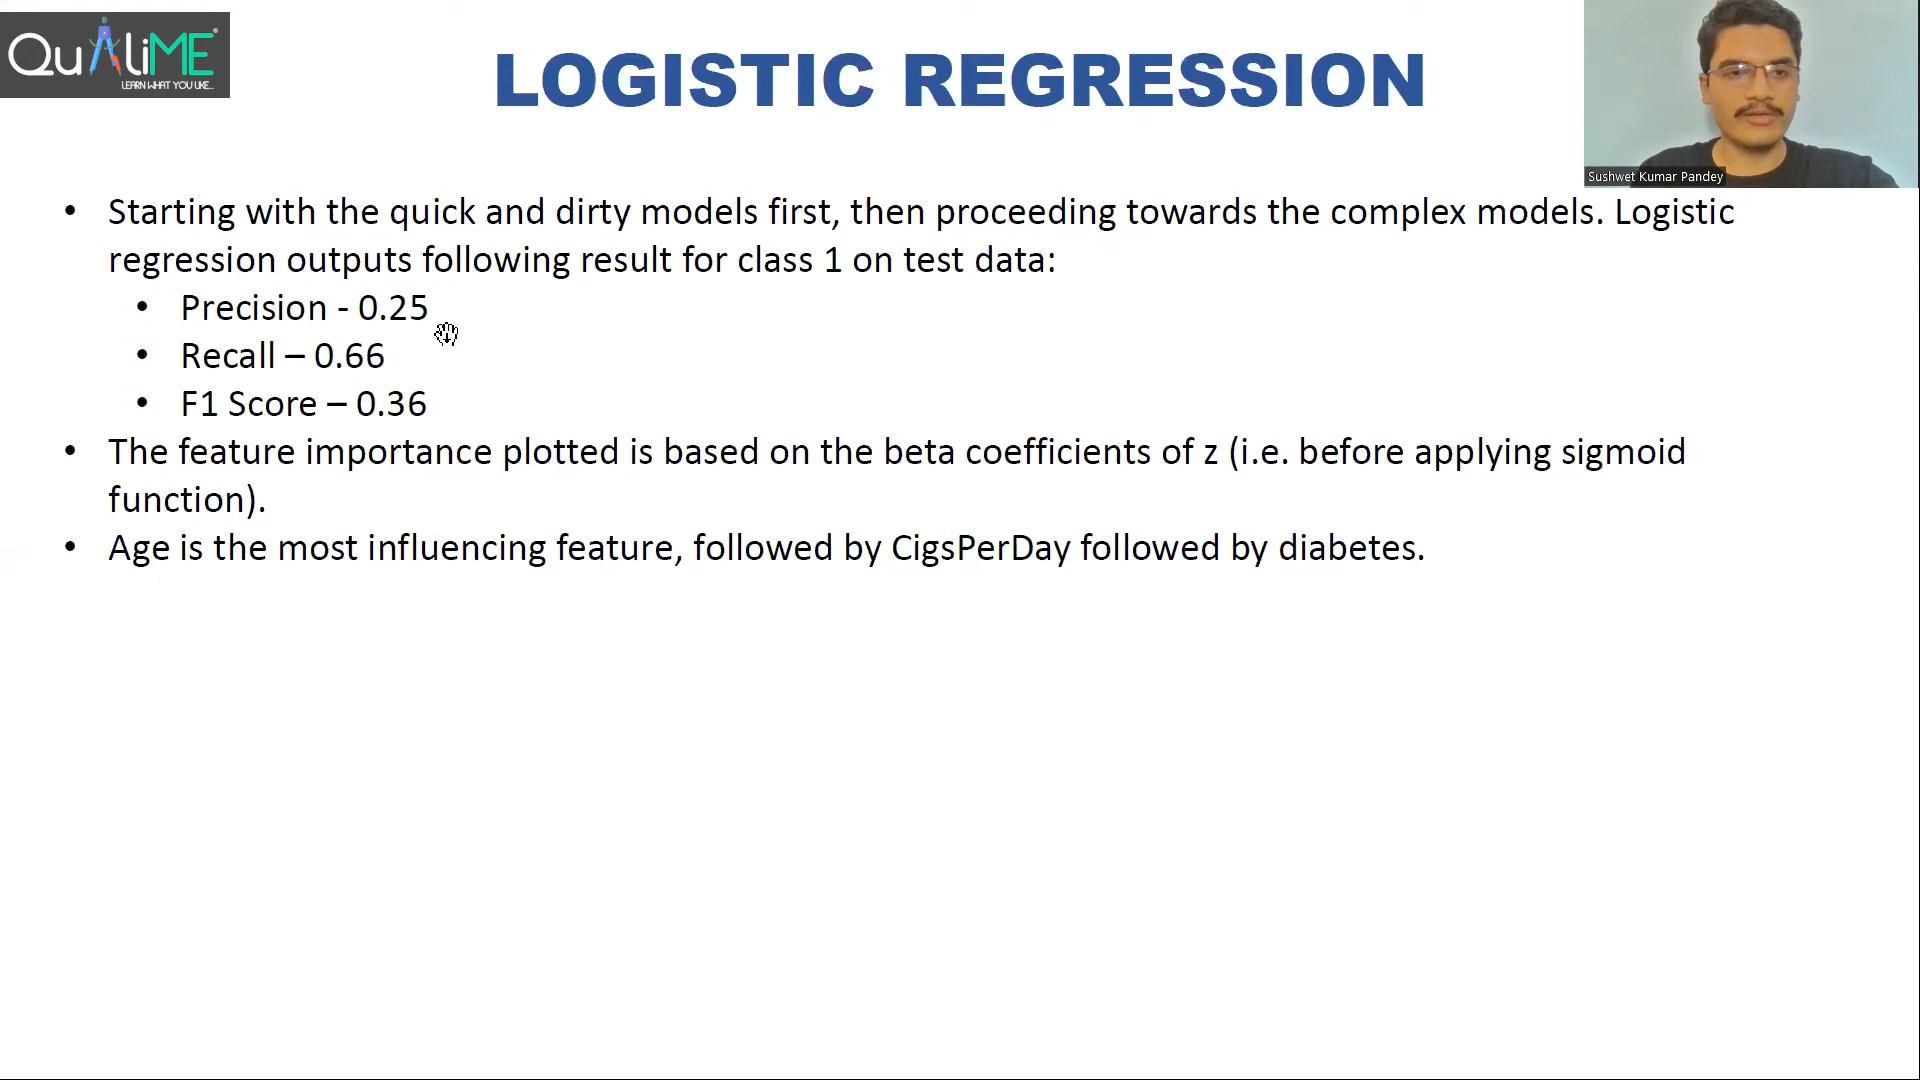 QuALiME
LEARN WHAT YOU LIKE...
LOGISTIC REGRESSION
Sushwet Kumar Pandey
• Starting with the quick and dirty models first, then proceeding towards the complex models. Logistic
regression outputs following result for class 1 on test data:
• Precision - 0.25
• Recall – 0.66
• F1 Score – 0.36
• The feature importance plotted is based on the beta coefficients of z (i.e. before applying sigmoid
function).
• Age is the most influencing feature, followed by CigsPerDay followed by diabetes.